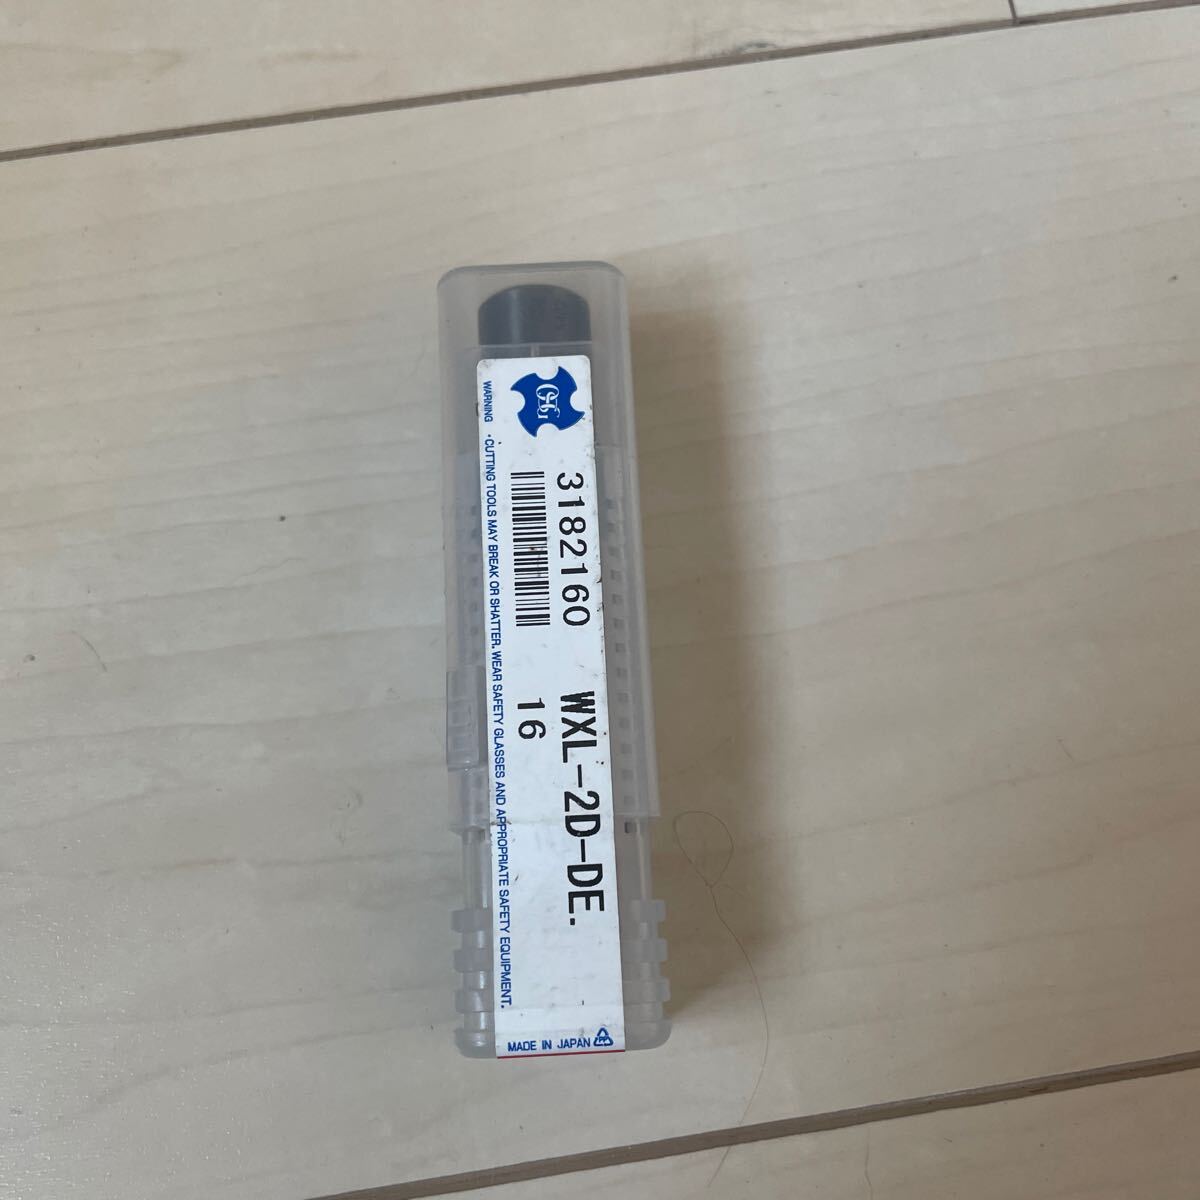 OSG
3182160 WXL-2D-DE.
16
WARNING ・CUTTING TOOLS MAY BREAK OR SHATTER. WEAR SAFETY GLASSES AND APPROPRIATE SAFETY EQUIPMENT.
MADE IN JAPAN